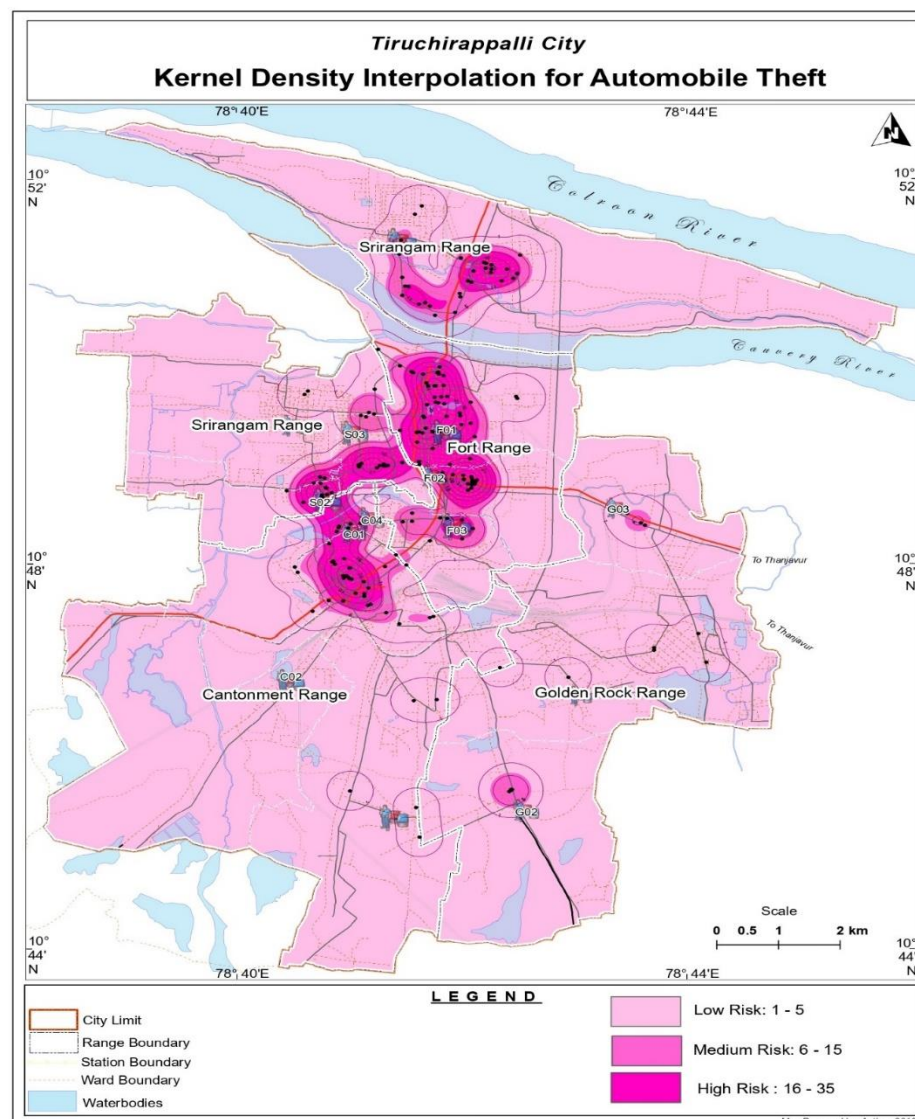 Tiruchirappalli City
Kernel Density Interpolation for Automobile Theft
78° 40'E
78° 44'E
N
10°
52'
N
10°
52'
N
Colroon River
Srirangam Range
Cauvery River
Srirangam Range
S03
F01
Fort Range
F02
S02
C04
C01
F03
G03
10°
48'
N
10°
48'
N
To Thanjavur
To Thanjavur
C02
Cantonment Range
Golden Rock Range
G02
Scale
0 0.5 1 2 km
10°
44'
N
10°
44'
N
78° 40'E
78° 44'E
LEGEND
City Limit
Range Boundary
Station Boundary
Ward Boundary
Waterbodies
Low Risk: 1 - 5
Medium Risk: 6 - 15
High Risk : 16 - 35